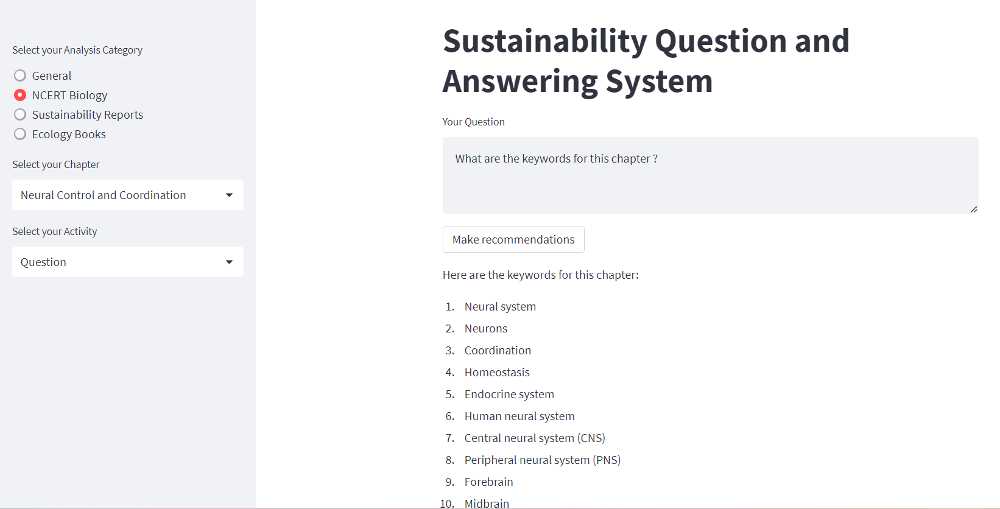 Select your Analysis Category
General
NCERT Biology
Sustainability Reports
Ecology Books
Select your Chapter
Neural Control and Coordination
Select your Activity
Question
Sustainability Question and
Answering System
Your Question
What are the keywords for this chapter ?
Make recommendations
Here are the keywords for this chapter:
1. Neural system
2. Neurons
3. Coordination
4. Homeostasis
5. Endocrine system
6. Human neural system
7. Central neural system (CNS)
8. Peripheral neural system (PNS)
9. Forebrain
10. Midbrain